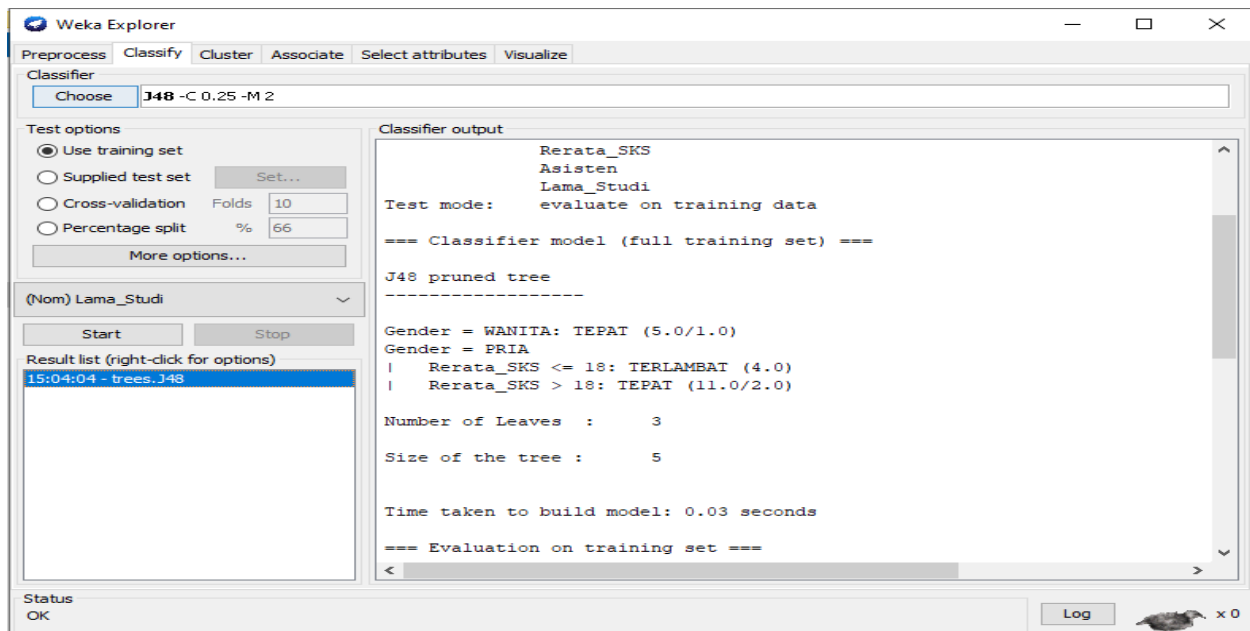 Weka Explorer
Preprocess Classify Cluster Associate Select attributes Visualize
Classifier
Choose J48 -C 0.25 -M 2
Test options
Use training set
Supplied test set Set...
Cross-validation Folds 10
Percentage split % 66
More options...
(Nom) Lama_Studi
Start Stop
Result list (right-click for options)
15:04:04 - trees.J48
Classifier output
Rerata_SKS
Asisten
Lama_Studi
Test mode: evaluate on training data
=== Classifier model (full training set) ===
J48 pruned tree
------------------
Gender = WANITA: TEPAT (5.0/1.0)
Gender = PRIA
| Rerata_SKS <= 18: TERLAMBAT (4.0)
| Rerata_SKS > 18: TEPAT (11.0/2.0)
Number of Leaves : 3
Size of the tree : 5
Time taken to build model: 0.03 seconds
=== Evaluation on training set ===
Status
OK
Log x 0